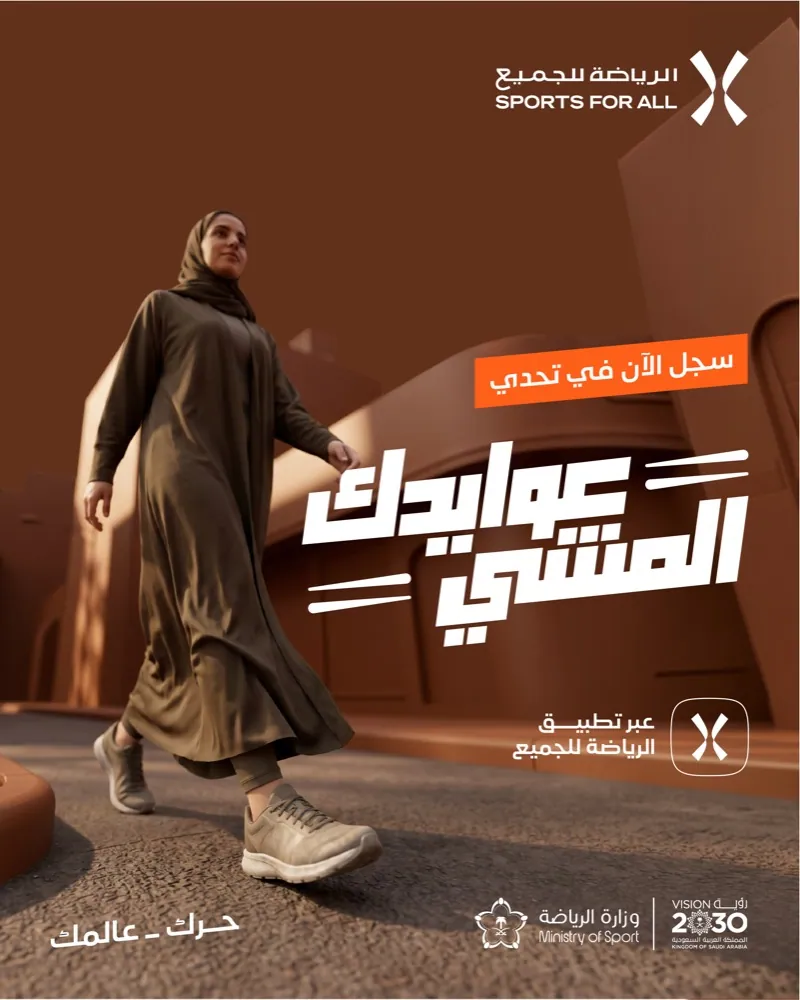 الرياضة للجميع
SPORTS FOR ALL
سجل الآن في تحدي
عوايدك
المشي
عبر تطبيق
الرياضة للجميع
حرك - عالمك
وزارة الرياضة
Ministry of Sport
VISION رؤية
2030
المملكة العربية السعودية
KINGDOM OF SAUDI ARABIA